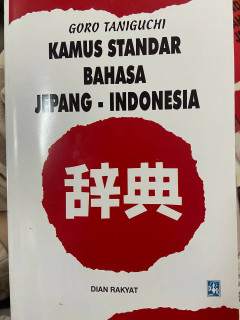 GORO TANIGUCHI
KAMUS STANDAR
BAHASA
JEPANG - INDONESIA
辞典
DIAN RAKYAT